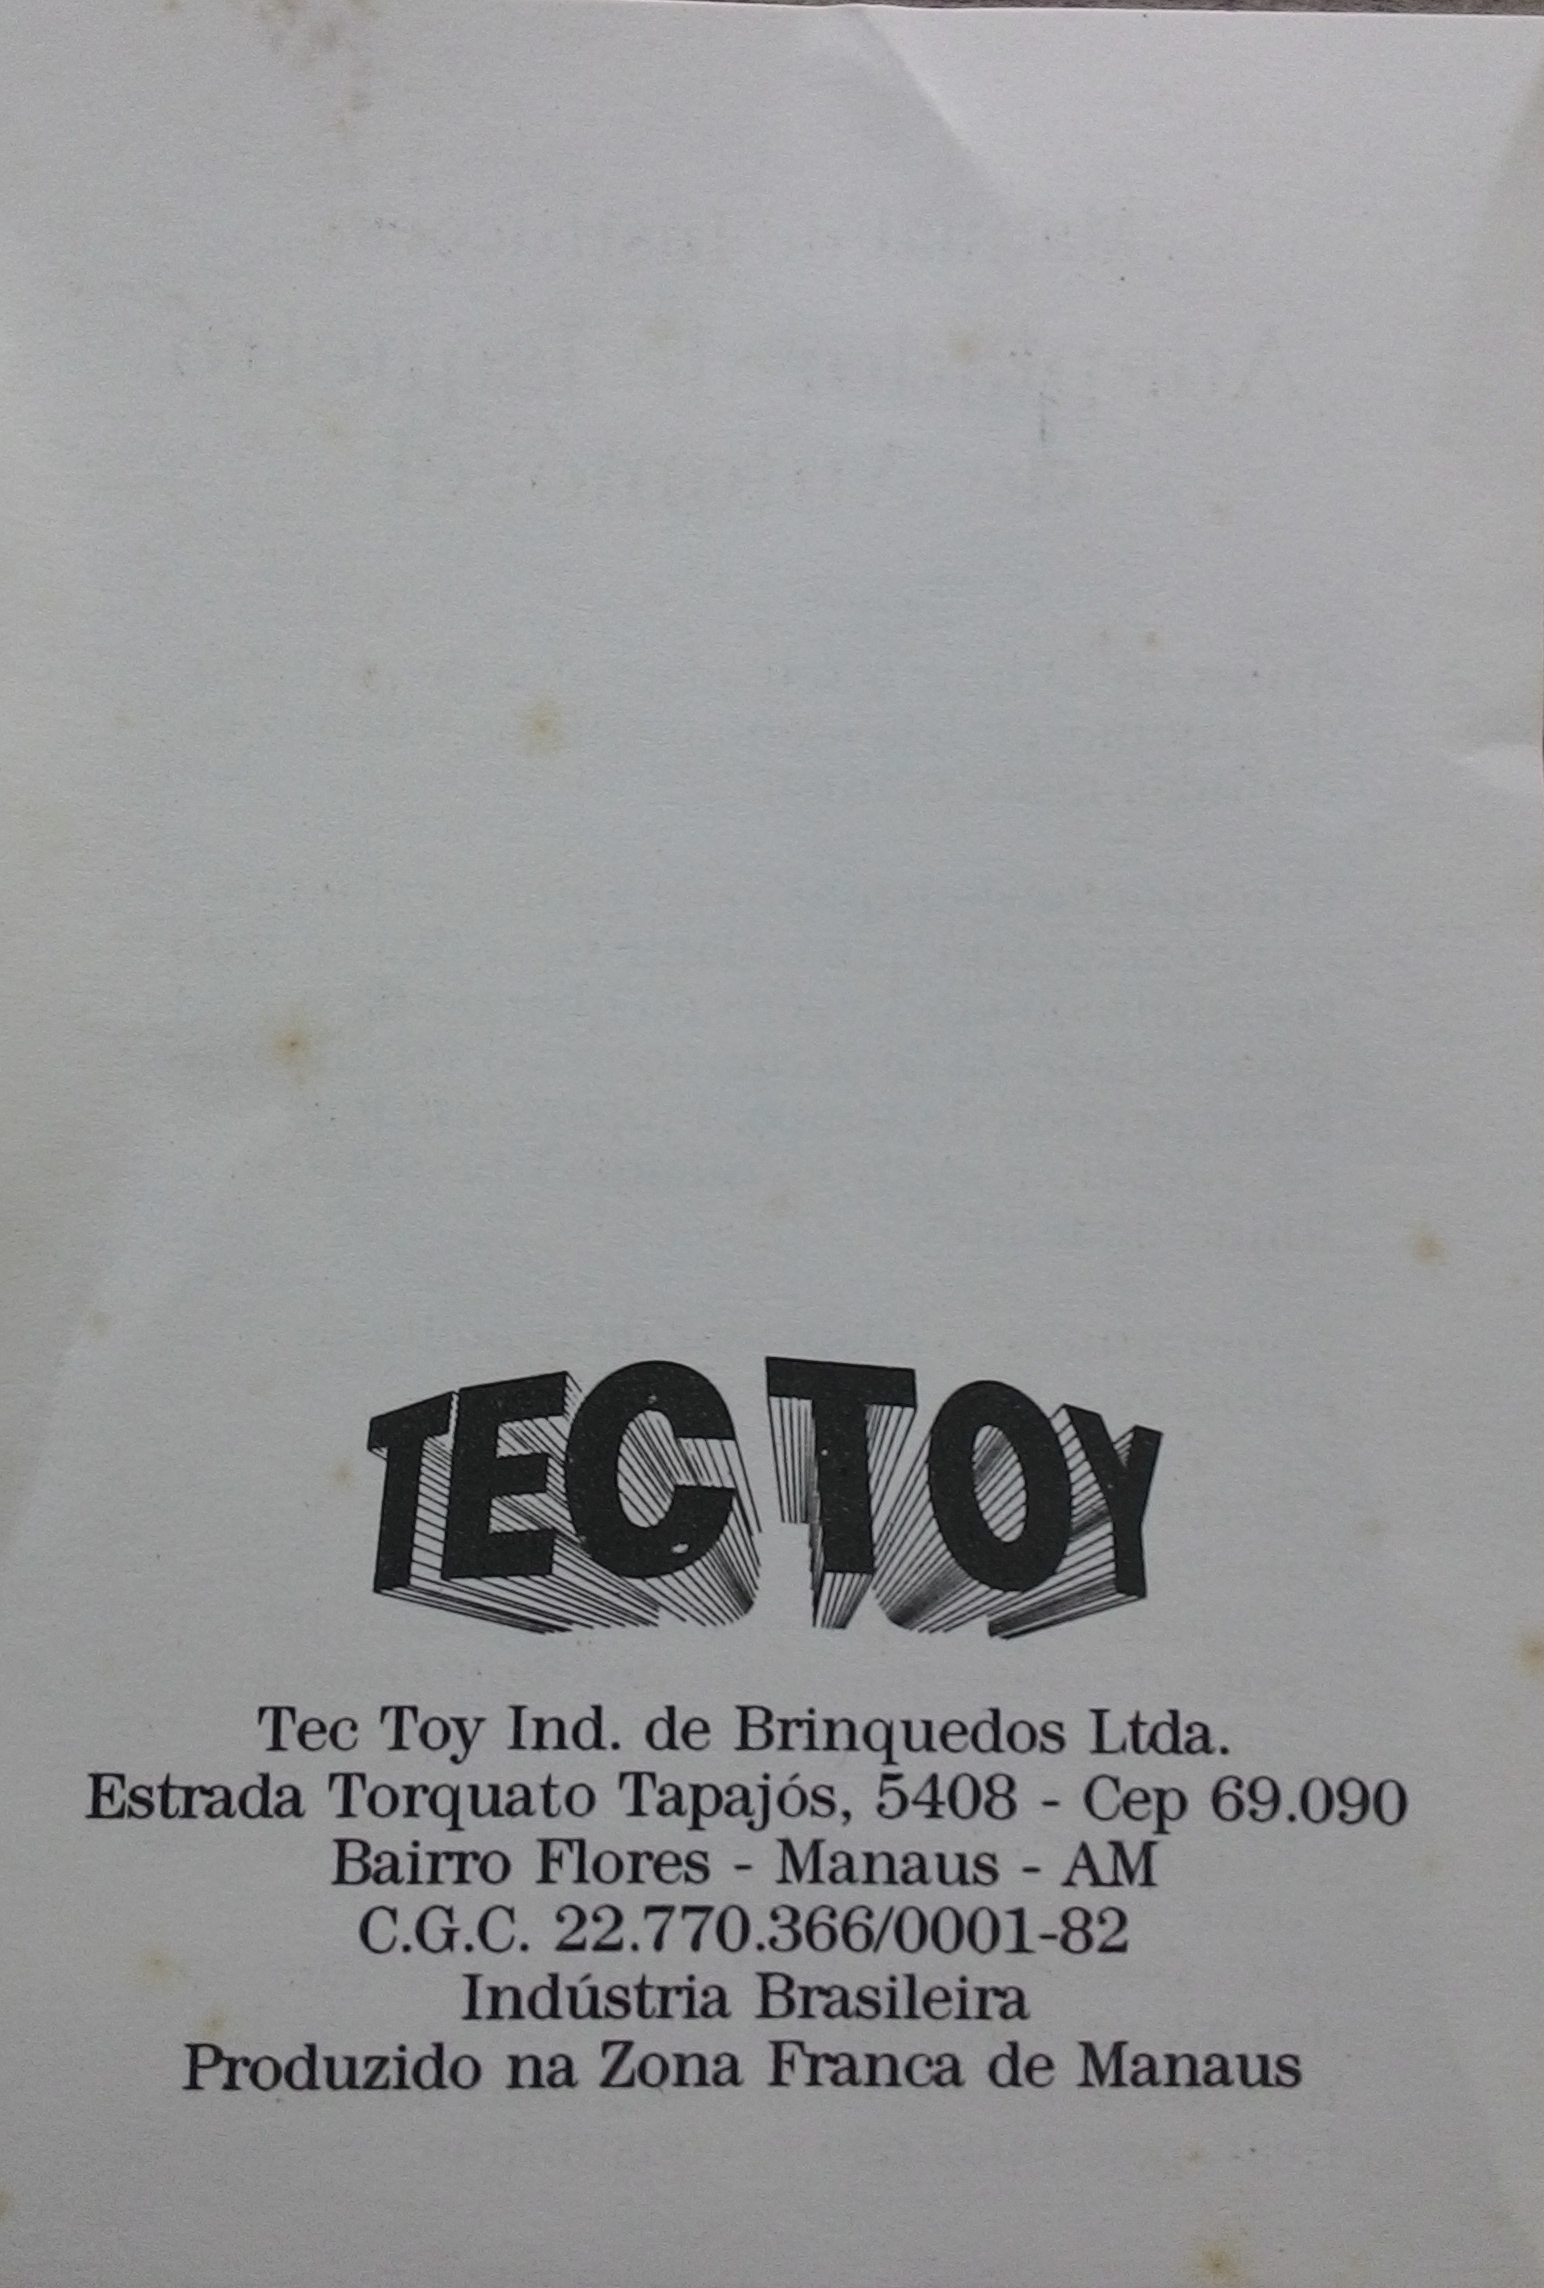 TEC TOY
Tec Toy Ind. de Brinquedos Ltda.
Estrada Torquato Tapajós, 5408 - Cep 69.090
Bairro Flores - Manaus - AM
C.G.C. 22.770.366/0001-82
Indústria Brasileira
Produzido na Zona Franca de Manaus